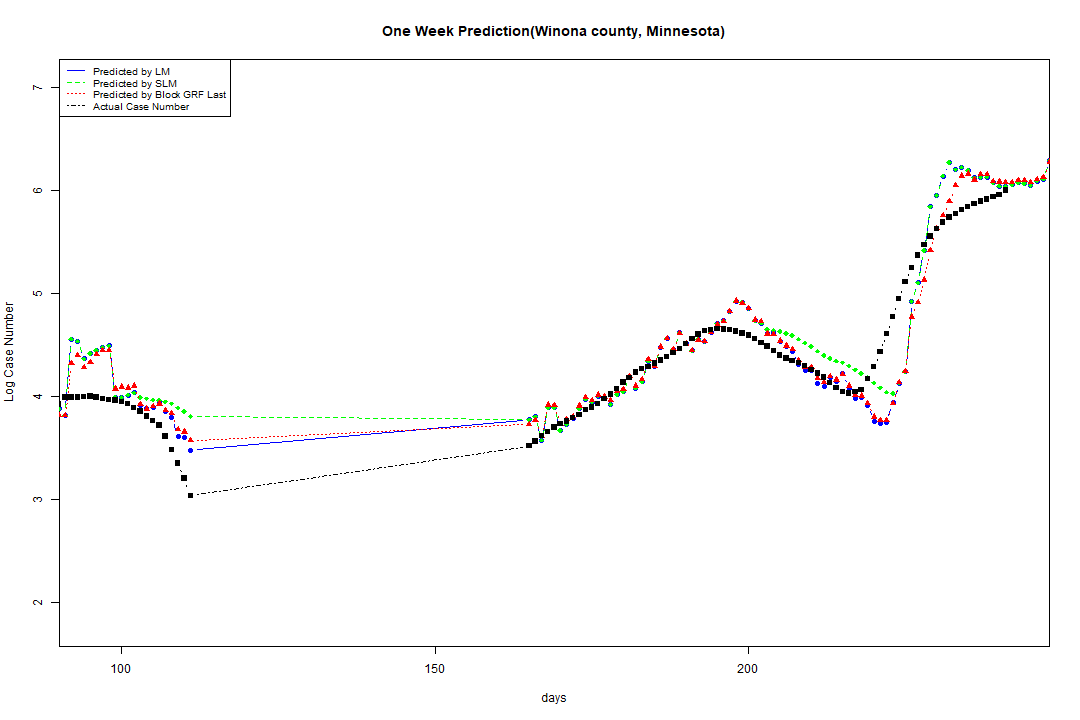 One Week Prediction(Winona county, Minnesota)
Predicted by LM
Predicted by SLM
Predicted by Block GRF Last
Actual Case Number
7
6
5
4
3
2
Log Case Number
100 150 200
days